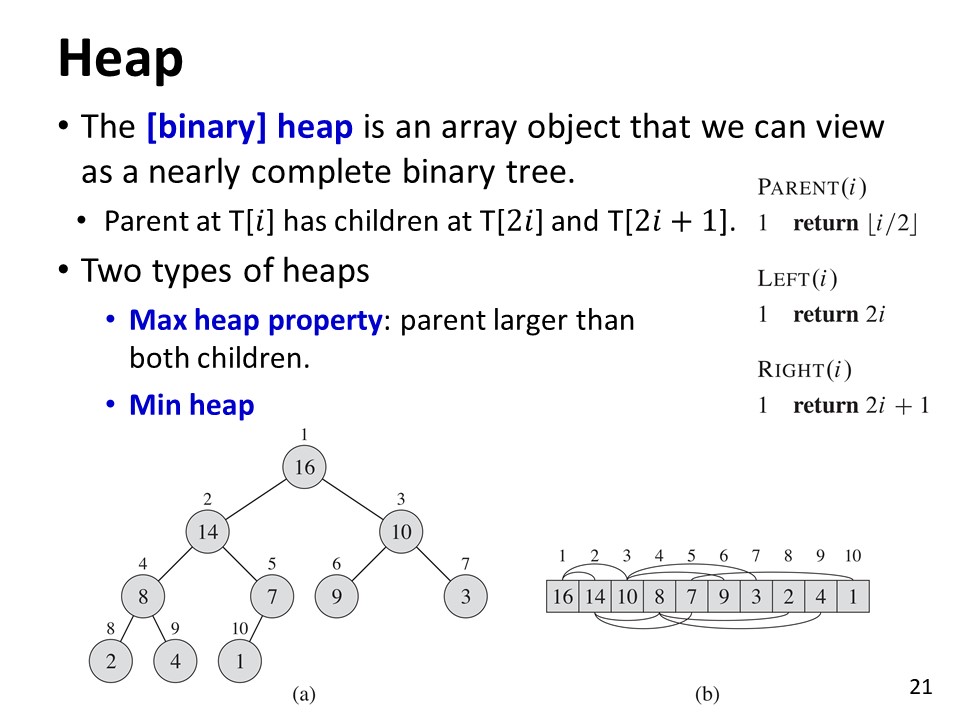 Heap
• The [binary] heap is an array object that we can view
as a nearly complete binary tree.
• Parent at T[𝑖] has children at T[2𝑖] and T[2𝑖 + 1].
• Two types of heaps
• Max heap property: parent larger than
both children.
• Min heap
PARENT(i)
1 return ⌊i/2⌋
LEFT(i)
1 return 2i
RIGHT(i)
1 return 2i + 1
1
16
2 3
14 10
4 5 6 7
8 7 9 3
8 9 10
2 4 1
(a)
1 2 3 4 5 6 7 8 9 10
16 14 10 8 7 9 3 2 4 1
(b)
21